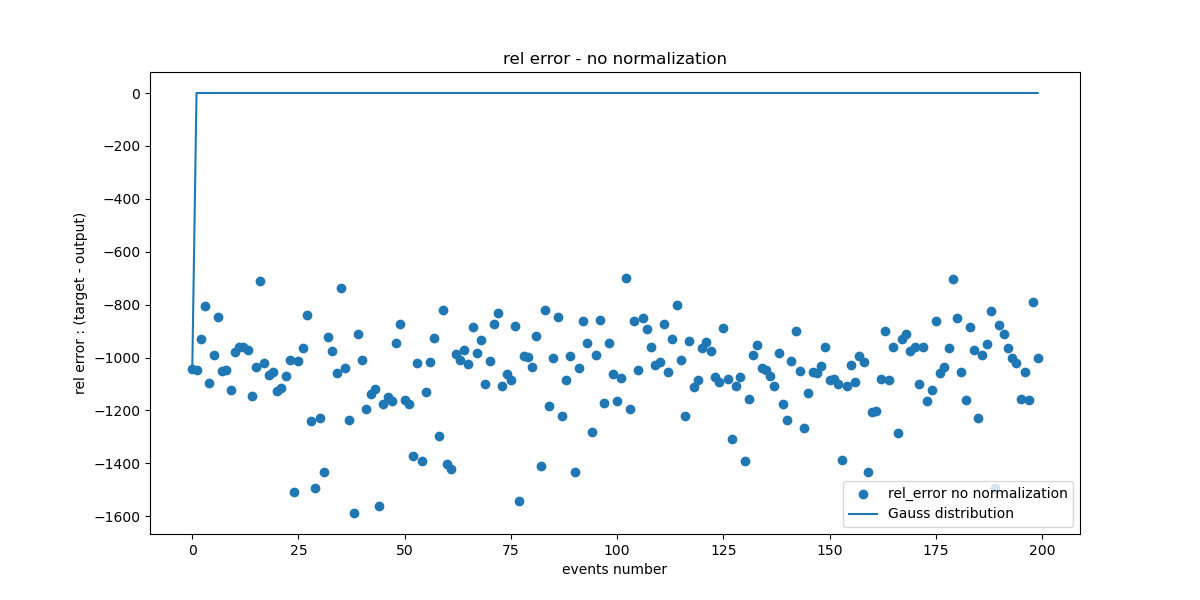 rel error - no normalization
rel error : (target - output)
0
−200
−400
−600
−800
−1000
−1200
−1400
−1600
rel_error no normalization
Gauss distribution
0 25 50 75 100 125 150 175 200
events number